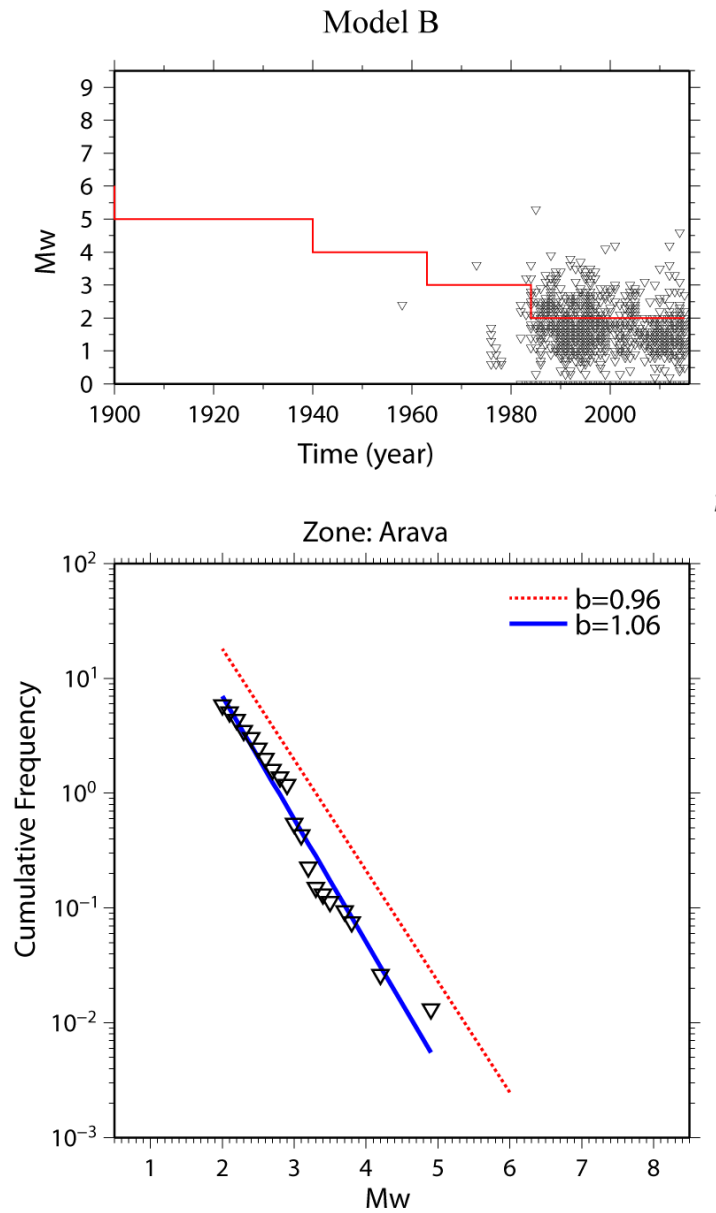 Model B
9
8
7
6
5
4
3
2
1
0
Mw
1900 1920 1940 1960 1980 2000
Time (year)
Zone: Arava
10²
10¹
10⁰
10⁻¹
10⁻²
10⁻³
Cumulative Frequency
b=0.96
b=1.06
1 2 3 4 5 6 7 8
Mw